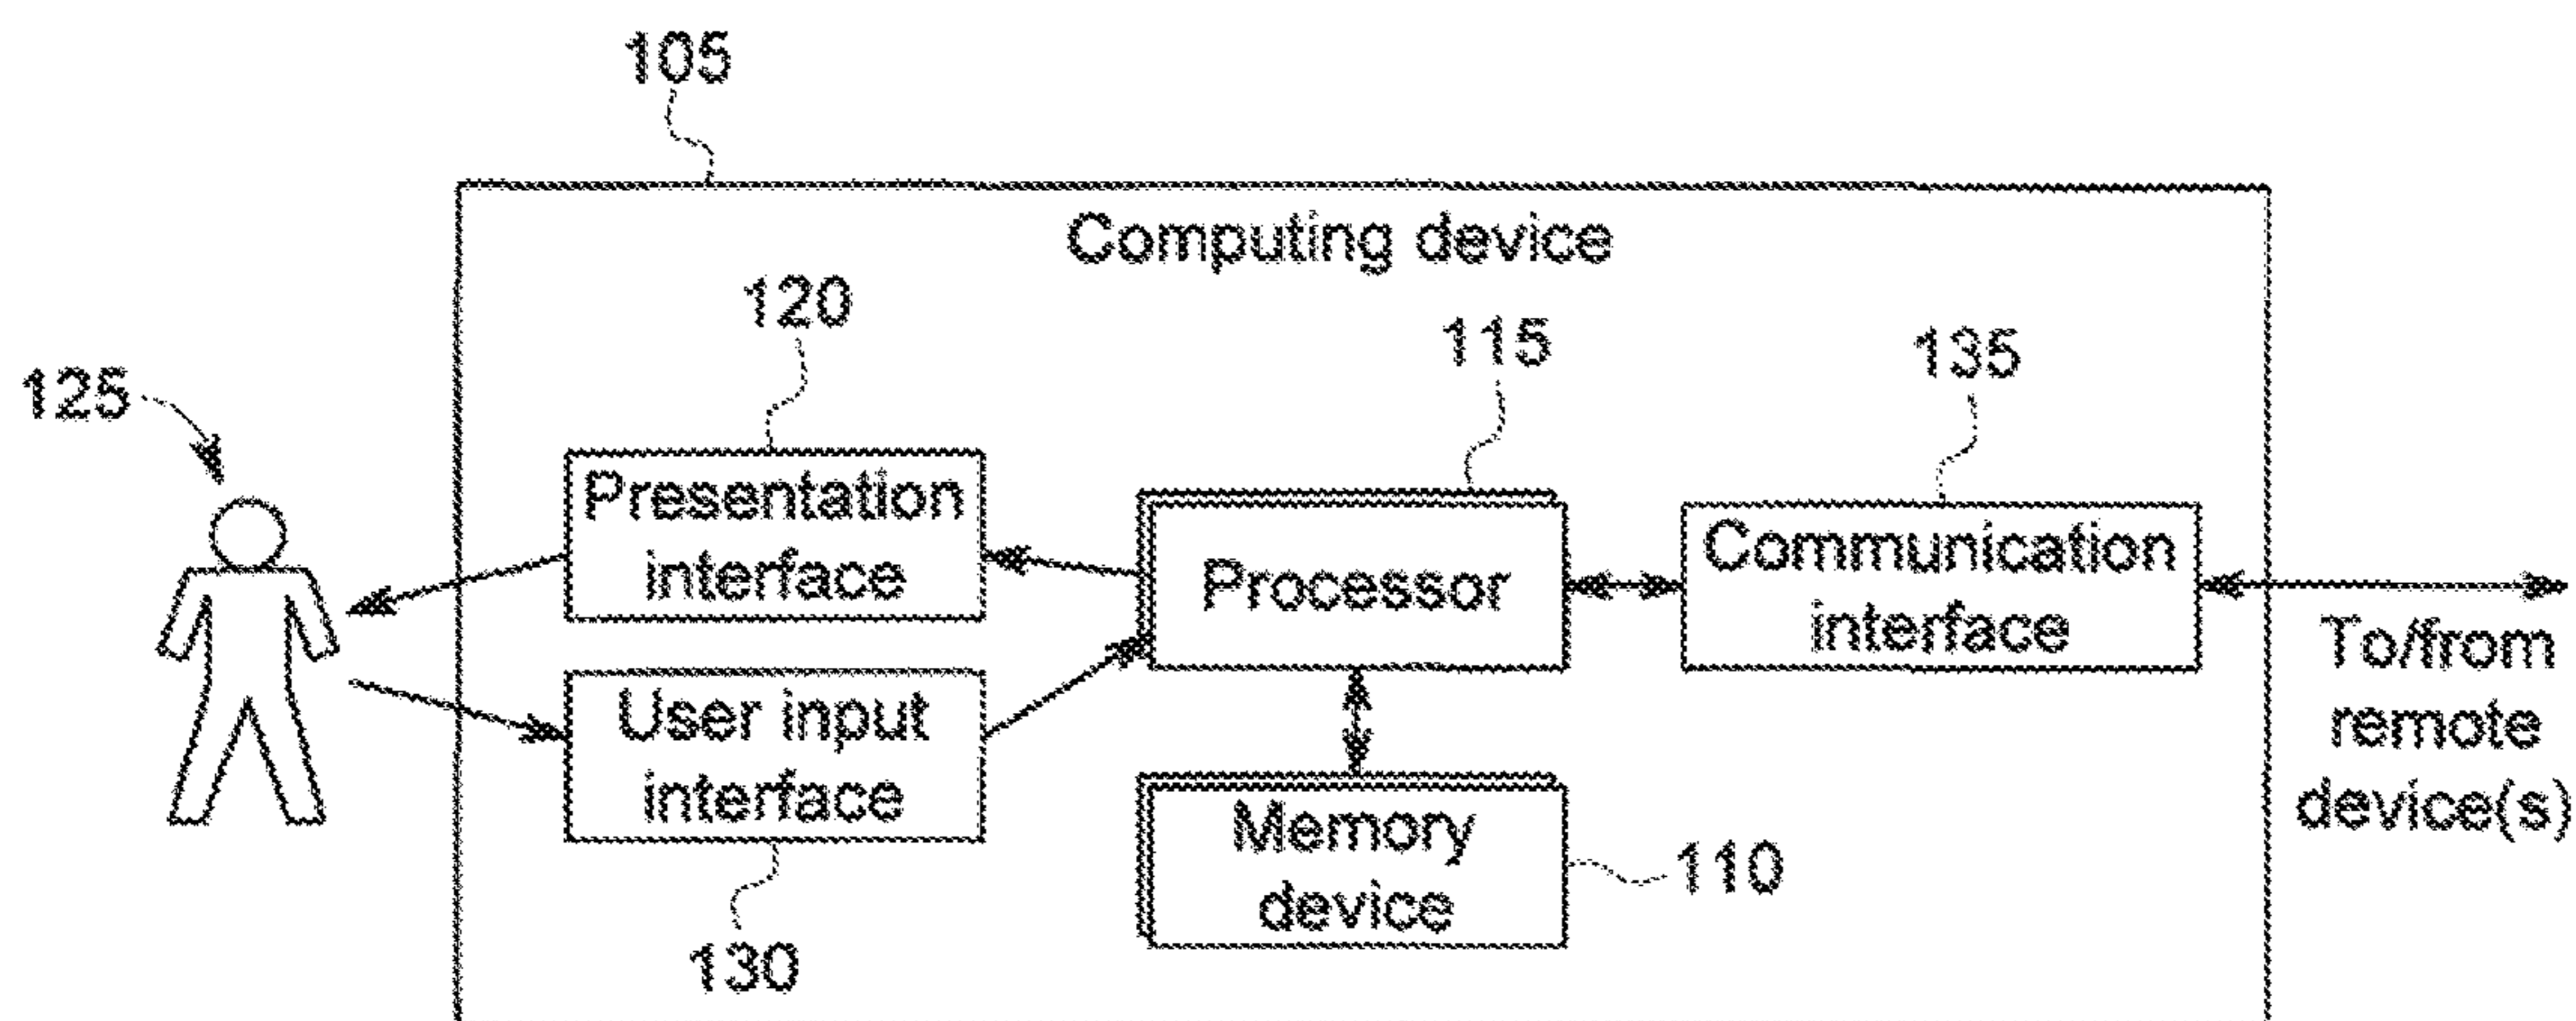 105
Computing device
120
115
135
125
Presentation
interface
Processor
Communication
interface
To/from
remote
device(s)
User input
interface
Memory
device
110
130